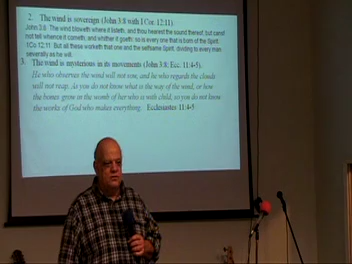 2. The wind is sovereign (John 3:8 with I Cor. 12:11).
John 3:8 The wind bloweth where it listeth, and thou hearest the sound thereof, but canst
not tell whence it cometh, and whither it goeth: so is every one that is born of the Spirit.
1Co 12:11 But all these worketh that one and the selfsame Spirit, dividing to every man
severally as he will.
3. The wind is mysterious in its movements (John 3:8; Ecc. 11:4-5).
He who observes the wind will not sow, and he who regards the clouds
will not reap. As you do not know what is the way of the wind, or how
the bones grow in the womb of her who is with child, so you do not know
the works of God who makes everything. Ecclesiastes 11:4-5